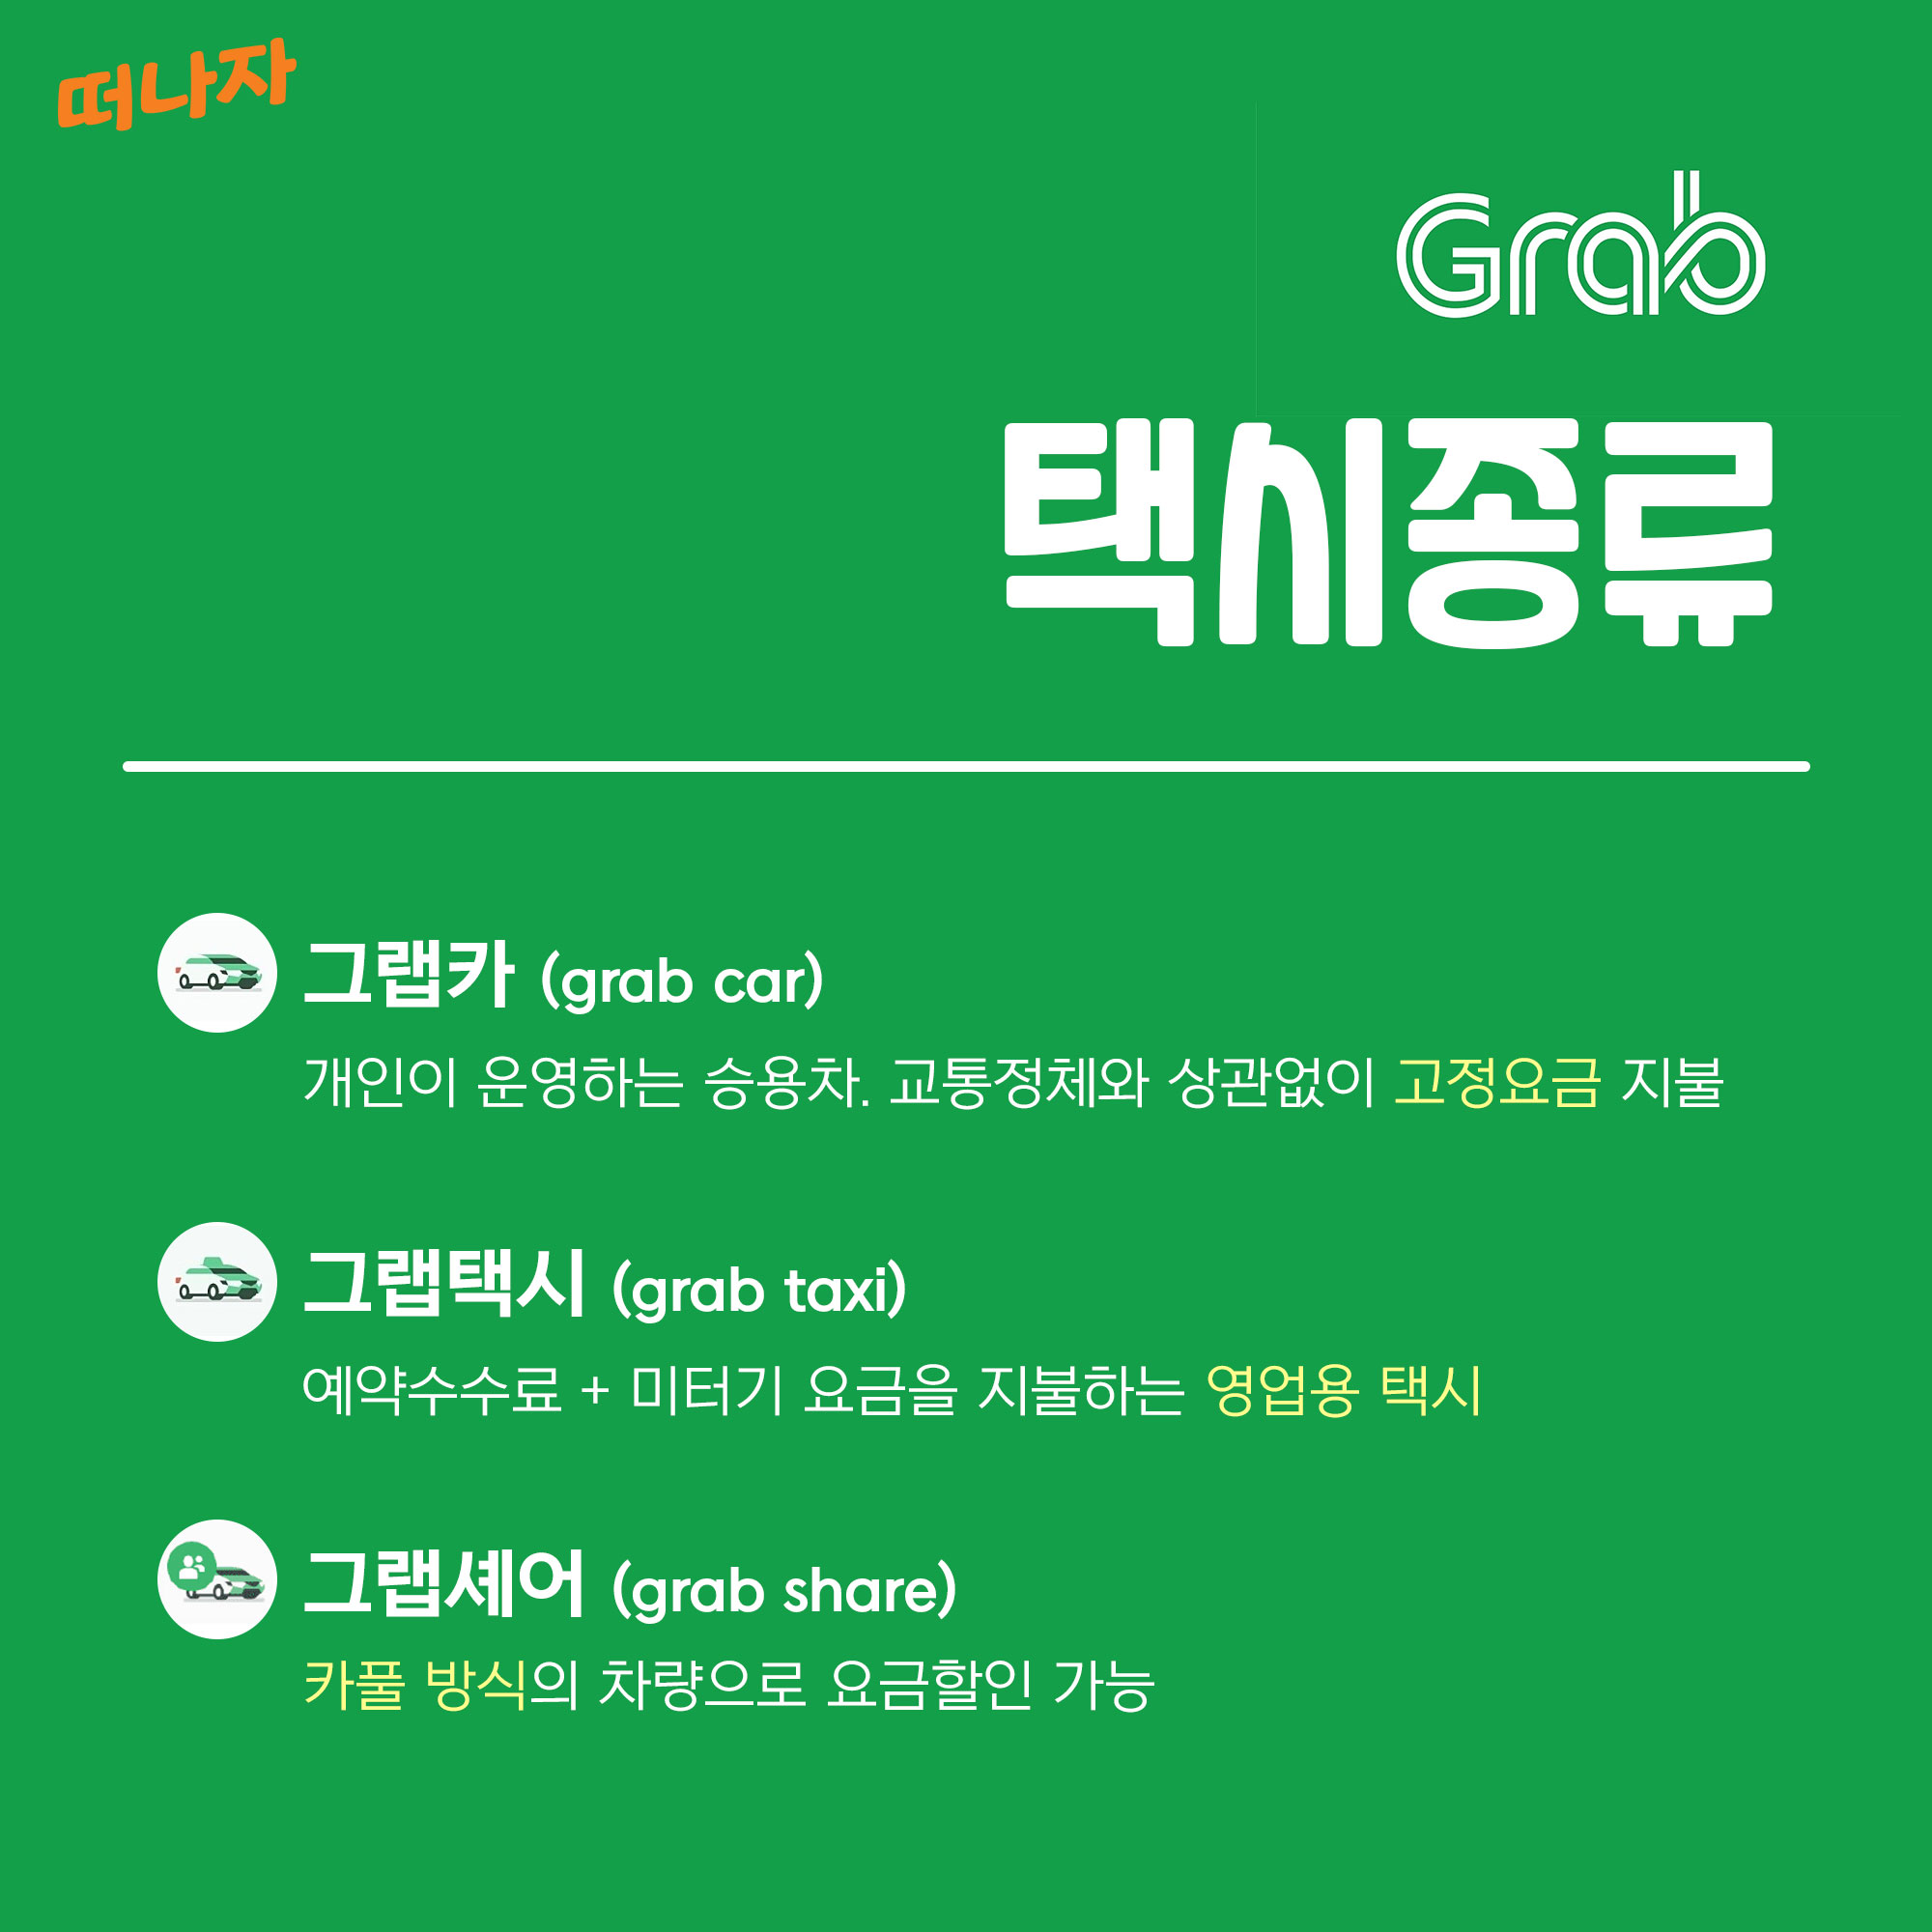 떠나자
Grab
택시종류
그랩카 (grab car)
개인이 운영하는 승용차. 교통정체와 상관없이 고정요금 지불
그랩택시 (grab taxi)
예약수수료 + 미터기 요금을 지불하는 영업용 택시
그랩셰어 (grab share)
카풀 방식의 차량으로 요금할인 가능